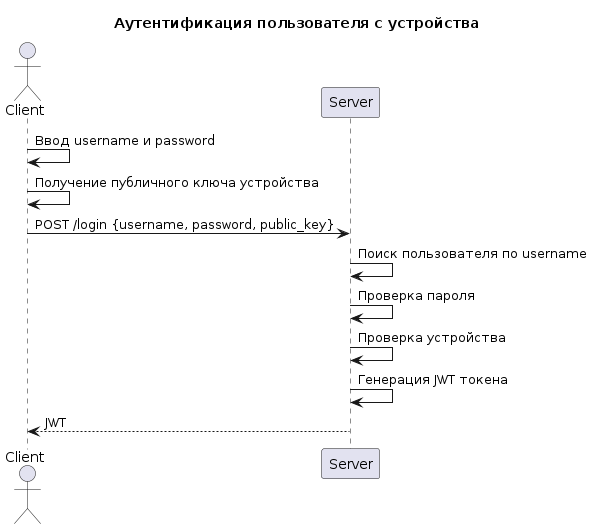 Аутентификация пользователя с устройства
Client
Server
Ввод username и password
Получение публичного ключа устройства
POST /login {username, password, public_key}
Поиск пользователя по username
Проверка пароля
Проверка устройства
Генерация JWT токена
JWT
Client
Server